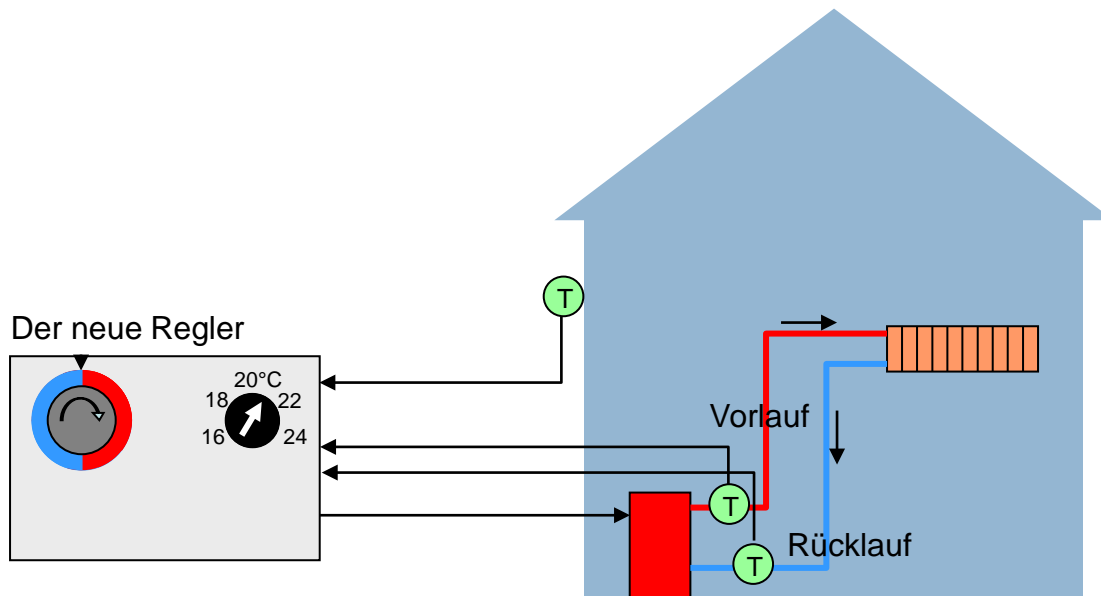 T
Der neue Regler
20°C
18 22
16 24
Vorlauf
T
Rücklauf
T